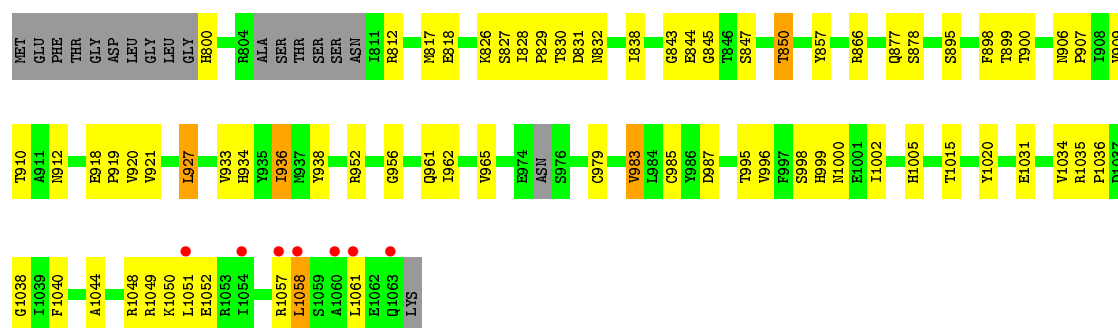 MET GLU PHE THR GLY ASP LEU GLY LEU GLY H800 R804 ALA SER THR SER SER ASN I811 R812 M817 E818 K826 S827 I828 P829 T830 D831 N832 I838 G843 E844 G845 T846 S847 T850 Y857 R866 Q877 S878 S895 F898 T899 T900 N906 P907 I908 V909
T910 A911 N912 E918 P919 V920 V921 L927 V933 H934 Y935 I936 M937 Y938 R952 G956 Q961 I962 V965 E974 ASN S976 C979 V983 L984 C985 Y986 D987 T995 V996 F997 S998 H999 N1000 E1001 I1002 H1005 T1015 Y1020 E1031 V1034 R1035 P1036 D1037
G1038 I1039 F1040 A1044 R1048 R1049 K1050 L1051 E1052 R1053 I1054 R1057 L1058 S1059 A1060 L1061 E1062 Q1063 LYS